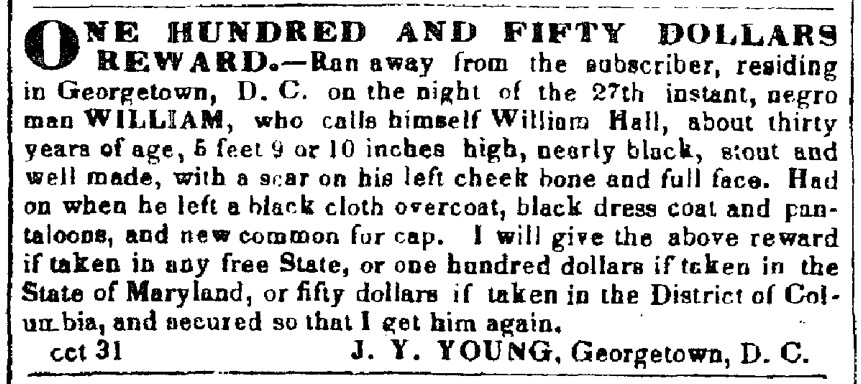 ONE HUNDRED AND FIFTY DOLLARS
REWARD.—Ran away from the subscriber, residing
in Georgetown, D. C. on the night of the 27th instant, negro
man WILLIAM, who calls himself William Hall, about thirty
years of age, 5 feet 9 or 10 inches high, nearly black, stout and
well made, with a scar on his left cheek bone and full face. Had
on when he left a black cloth overcoat, black dress coat and pan-
taloons, and new common fur cap. I will give the above reward
if taken in any free State, or one hundred dollars if taken in the
State of Maryland, or fifty dollars if taken in the District of Col-
umbia, and secured so that I get him again.
oct 31 J. Y. YOUNG, Georgetown, D. C.